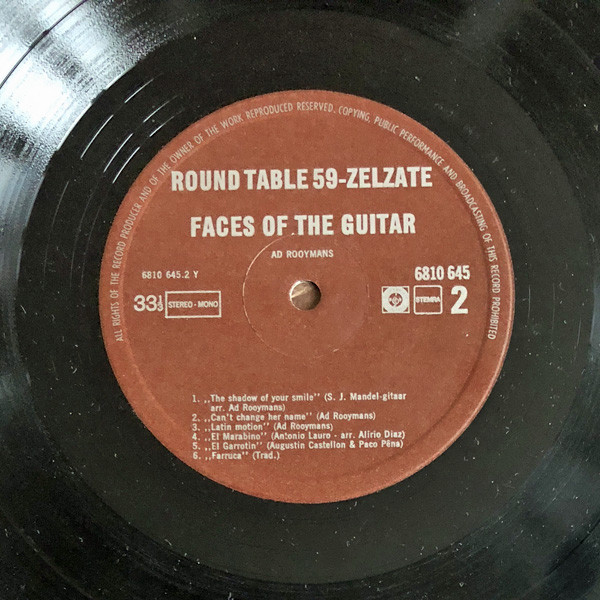 ALL RIGHTS OF THE RECORD PRODUCER AND OF THE OWNER OF THE WORK REPRODUCED RESERVED, COPYING, PUBLIC PERFORMANCE AND BROADCASTING OF THIS RECORD PROHIBITED
ROUND TABLE 59-ZELZATE
FACES OF THE GUITAR
AD ROOYMANS
6810 645.2 Y
6810 645
33⅓
STEREO - MONO
STEMRA
2
1. ,,The shadow of your smile'' (S. J. Mandel-gitaar
arr. Ad Rooymans)
2. ,,Can't change her name'' (Ad Rooymans)
3. ,,Latin motion'' (Ad Rooymans)
4. ,,El Marabino'' (Antonio Lauro - arr. Alirio Diaz)
5. ,,El Garrotin'' (Augustin Castellon & Paco Pëna)
6. ,,Farruca'' (Trad.)